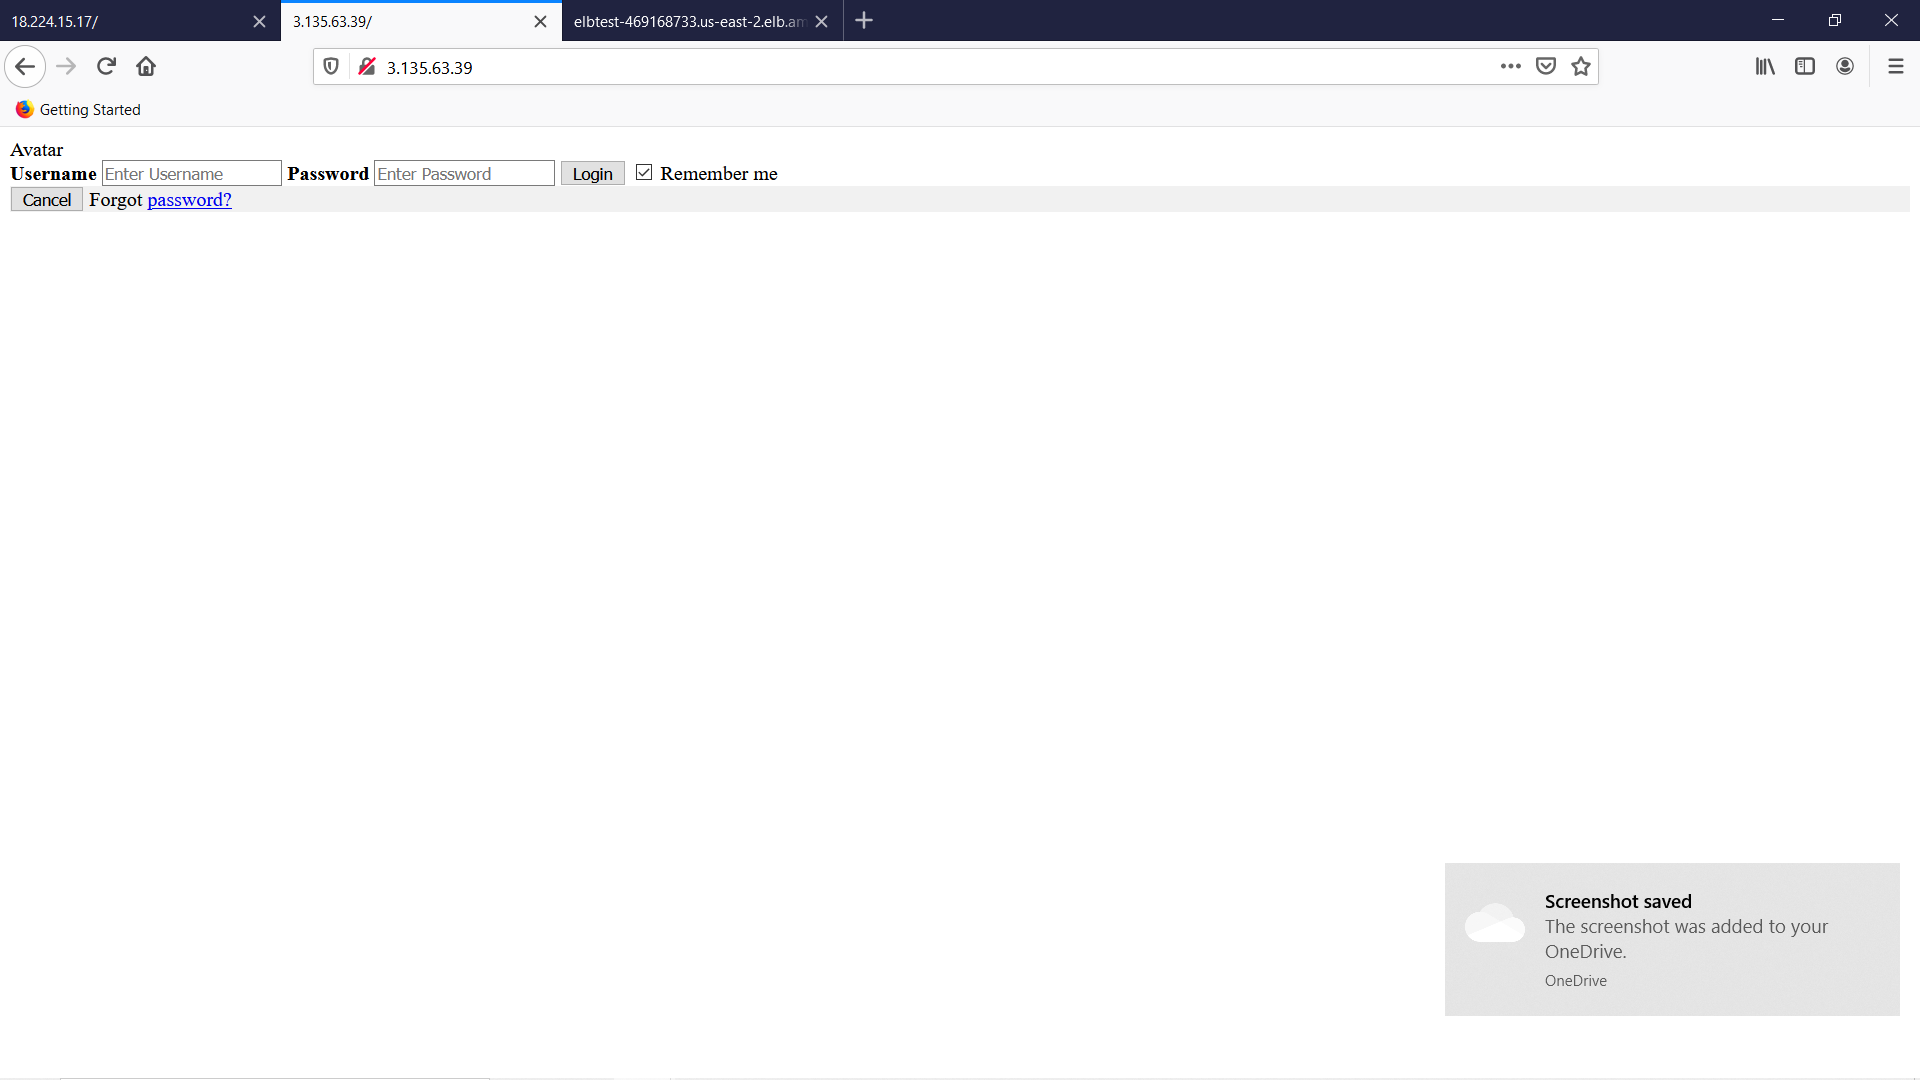 18.224.15.17/
3.135.63.39/
elbtest-469168733.us-east-2.elb.am
3.135.63.39
Getting Started
Avatar
Username Enter Username Password Enter Password Login Remember me
Cancel Forgot password?
Screenshot saved
The screenshot was added to your
OneDrive.
OneDrive